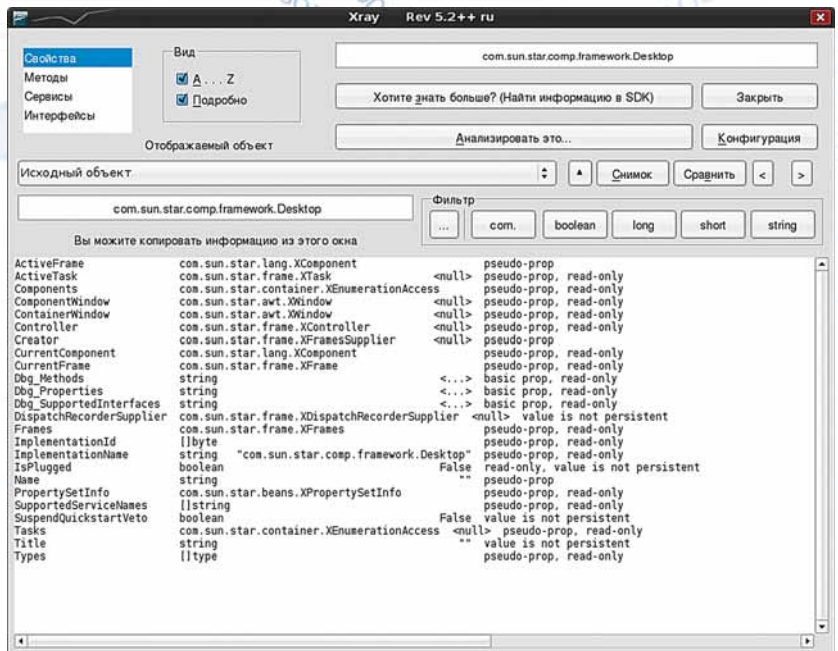 Xray Rev 5.2++ ru
Свойства
Методы
Сервисы
Интерфейсы
Вид
A . . . Z
Подробно
com.sun.star.comp.framework.Desktop
Хотите знать больше? (Найти информацию в SDK)
Закрыть
Анализировать это...
Конфигурация
Отображаемый объект
Исходный объект
Снимок
Сравнить
<
>
com.sun.star.comp.framework.Desktop
Вы можите копировать информацию из этого окна
Фильтр
...
com.
boolean
long
short
string
ActiveFrame com.sun.star.lang.XComponent pseudo-prop
ActiveTask com.sun.star.frame.XTask <null> pseudo-prop, read-only
Components com.sun.star.container.XEnumerationAccess pseudo-prop, read-only
ComponentWindow com.sun.star.awt.XWindow <null> pseudo-prop, read-only
ContainerWindow com.sun.star.awt.XWindow <null> pseudo-prop, read-only
Controller com.sun.star.frame.XController <null> pseudo-prop, read-only
Creator com.sun.star.frame.XFramesSupplier <null> pseudo-prop
CurrentComponent com.sun.star.lang.XComponent pseudo-prop, read-only
CurrentFrame com.sun.star.frame.XFrame pseudo-prop, read-only
Dbg_Methods string <...> basic prop, read-only
Dbg_Properties string <...> basic prop, read-only
Dbg_SupportedInterfaces string <...> basic prop, read-only
DispatchRecorderSupplier com.sun.star.frame.XDispatchRecorderSupplier <null> value is not persistent
Frames com.sun.star.frame.XFrames pseudo-prop, read-only
ImplementationId []byte pseudo-prop, read-only
ImplementationName string "com.sun.star.comp.framework.Desktop" pseudo-prop, read-only
IsPlugged boolean False read-only, value is not persistent
Name string "" pseudo-prop
PropertySetInfo com.sun.star.beans.XPropertySetInfo pseudo-prop, read-only
SupportedServiceNames []string pseudo-prop, read-only
SuspendQuickstartVeto boolean False value is not persistent
Tasks com.sun.star.container.XEnumerationAccess <null> pseudo-prop, read-only
Title string "" value is not persistent
Types []type pseudo-prop, read-only